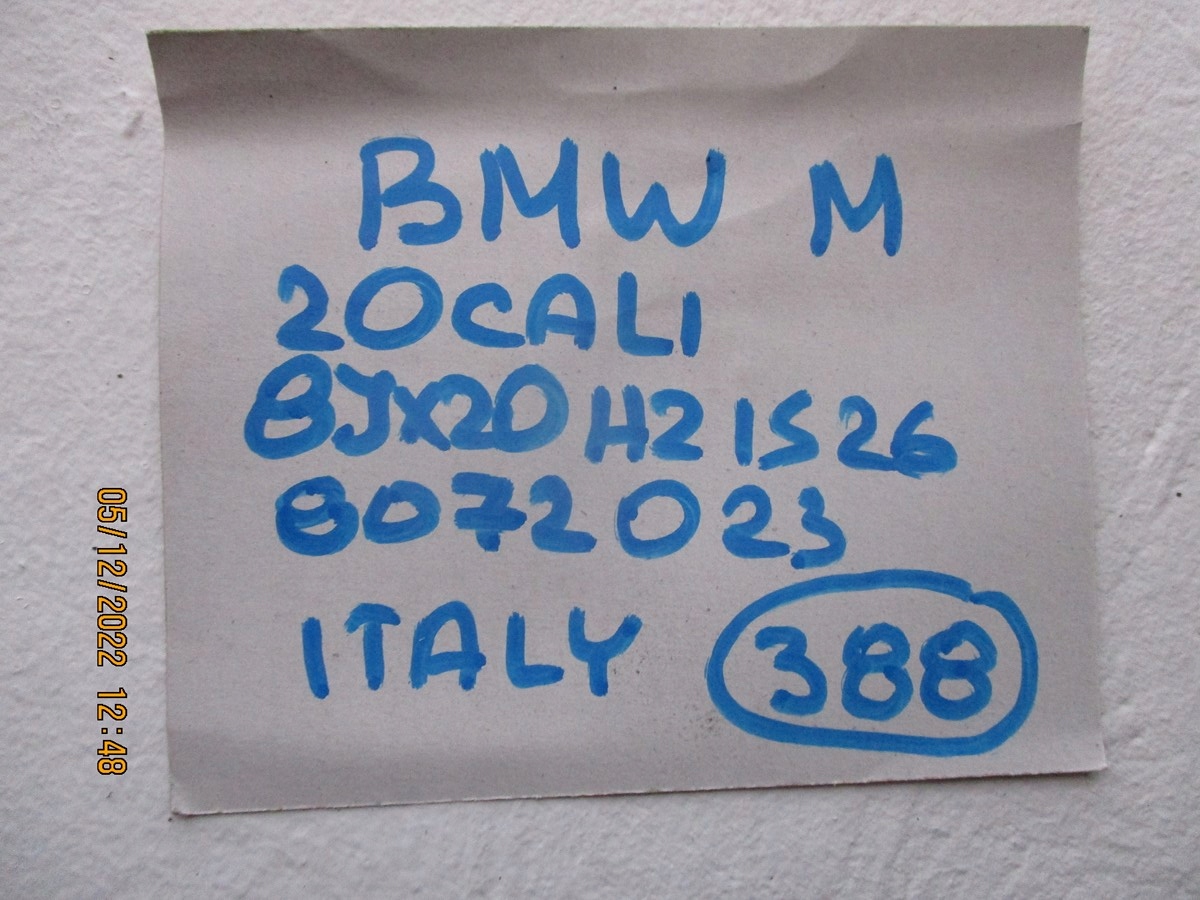 BMW M
20CALI
8JX20 H2 IS 26
8072023
ITALY 388
05/12/2022 12:48